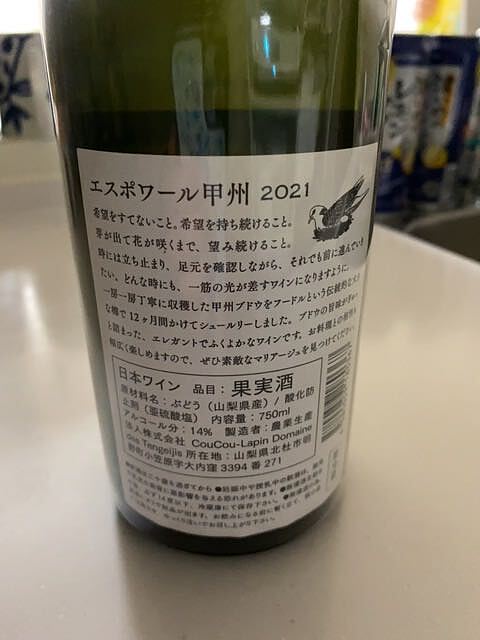 エスポワール甲州 2021
希望をすてないこと。希望を持ち続けること。
芽が出て花が咲くまで、望み続けること。
時には立ち止まり、足元を確認しながら、それでも前に進んでいき
たい。どんな時にも、一筋の光が差すワインになりますように。
一房一房丁寧に収穫した甲州ブドウをフードルという伝統的な大き
な樽で12ヶ月間かけてシュールリーしました。ブドウの旨味がぎゅっ
と詰まった、エレガントでふくよかなワインです。お料理との相性も
幅広く楽しめますので、ぜひ素敵なマリアージュを見つけてください。
日本ワイン 品目：果実酒
原材料名：ぶどう（山梨県産）/ 酸化防
止剤（亜硫酸塩） 内容量：750ml
アルコール分：14% 製造者：農業生産
法人株式会社 CouCou-Lapin Domaine
des Tengeijis 所在地：山梨県北杜市明
野町小笠原字大内窪 3394 番 271